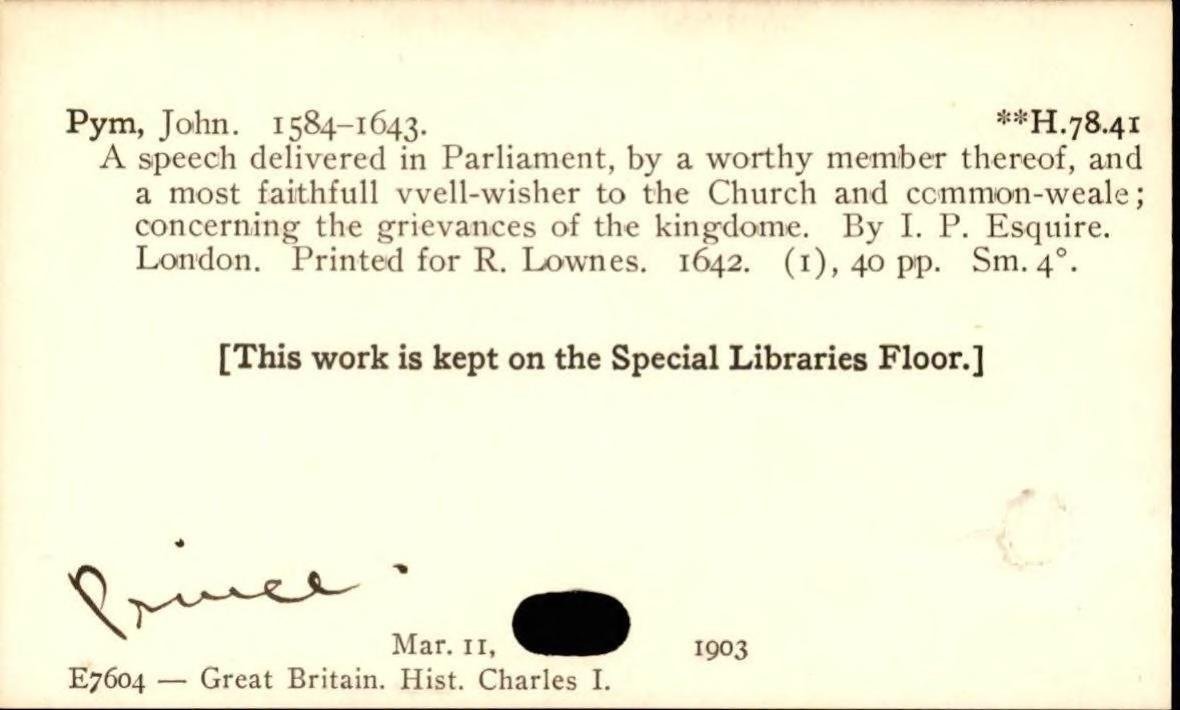 Pym, John. 1584-1643. **H.78.41
A speech delivered in Parliament, by a worthy member thereof, and
a most faithfull vvell-wisher to the Church and common-weale;
concerning the grievances of the kingdome. By I. P. Esquire.
London. Printed for R. Lownes. 1642. (1), 40 pp. Sm. 4°.
[This work is kept on the Special Libraries Floor.]
Prince.
Mar. 11, 1903
E7604 — Great Britain. Hist. Charles I.